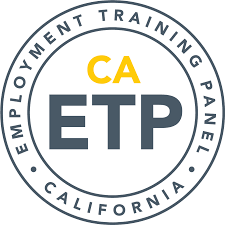 EMPLOYMENT TRAINING PANEL
CA
ETP
• CALIFORNIA •